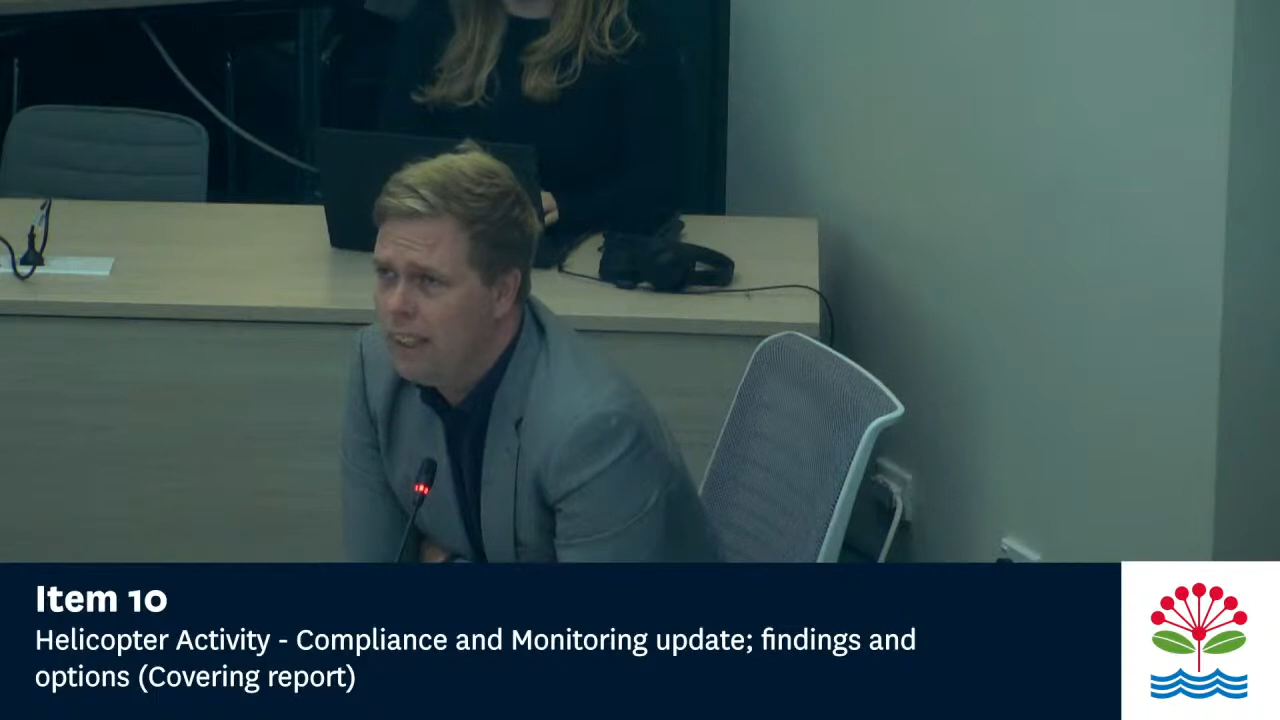 Item 10
Helicopter Activity - Compliance and Monitoring update; findings and
options (Covering report)